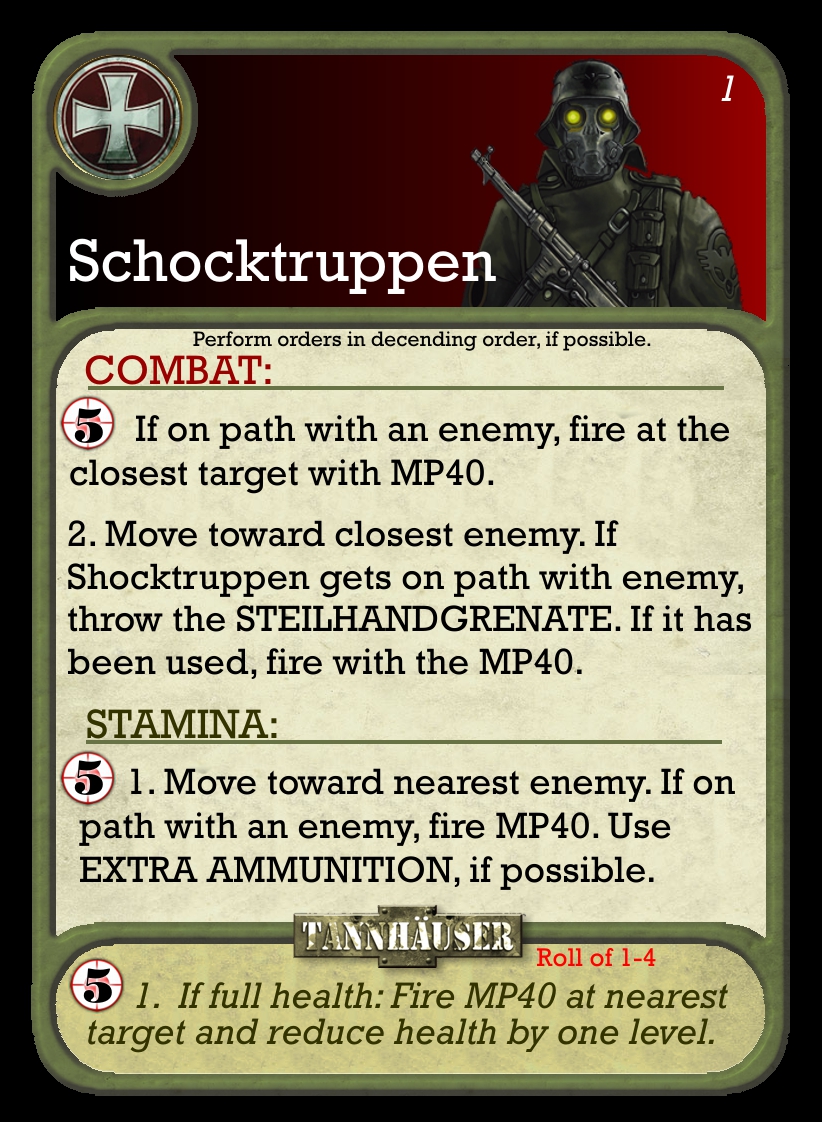 1
Schocktruppen
Perform orders in decending order, if possible.
COMBAT:
5 If on path with an enemy, fire at the
closest target with MP40.
2. Move toward closest enemy. If
Shocktruppen gets on path with enemy,
throw the STEILHANDGRENATE. If it has
been used, fire with the MP40.
STAMINA:
5 1. Move toward nearest enemy. If on
path with an enemy, fire MP40. Use
EXTRA AMMUNITION, if possible.
TANNHÄUSER
Roll of 1-4
5 1. If full health: Fire MP40 at nearest
target and reduce health by one level.